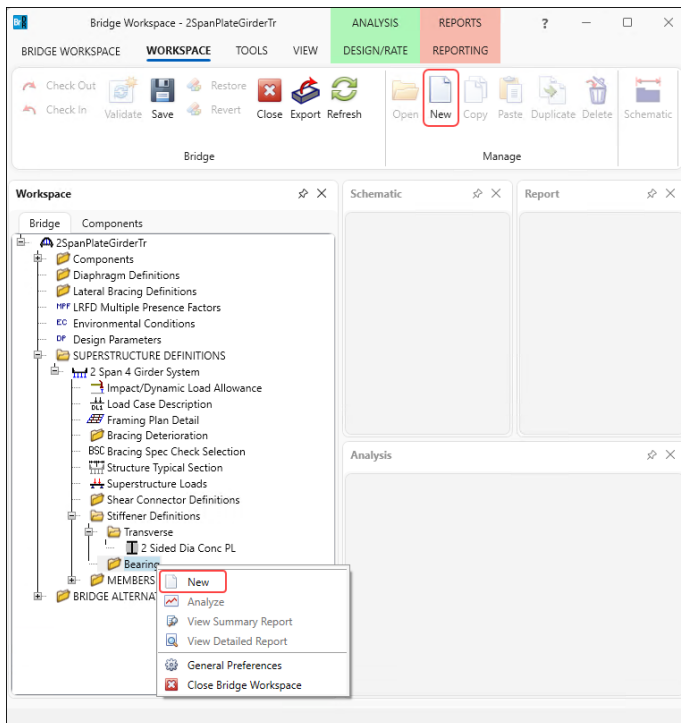 Br R
Bridge Workspace - 2SpanPlateGirderTr
ANALYSIS
REPORTS
?
BRIDGE WORKSPACE
WORKSPACE
TOOLS
VIEW
DESIGN/RATE
REPORTING
Check Out
Check In
Validate
Save
Restore
Revert
Close
Export
Refresh
Open
New
Copy
Paste
Duplicate
Delete
Schematic
Bridge
Manage
Workspace
Bridge
Components
2SpanPlateGirderTr
Components
Diaphragm Definitions
Lateral Bracing Definitions
MPF LRFD Multiple Presence Factors
EC Environmental Conditions
DP Design Parameters
SUPERSTRUCTURE DEFINITIONS
2 Span 4 Girder System
Impact/Dynamic Load Allowance
DL1 Load Case Description
Framing Plan Detail
Bracing Deterioration
BSC Bracing Spec Check Selection
Structure Typical Section
Superstructure Loads
Shear Connector Definitions
Stiffener Definitions
Transverse
2 Sided Dia Conc PL
Bearing
MEMBERS
BRIDGE ALTERNA
New
Analyze
View Summary Report
View Detailed Report
General Preferences
Close Bridge Workspace
Schematic
Report
Analysis